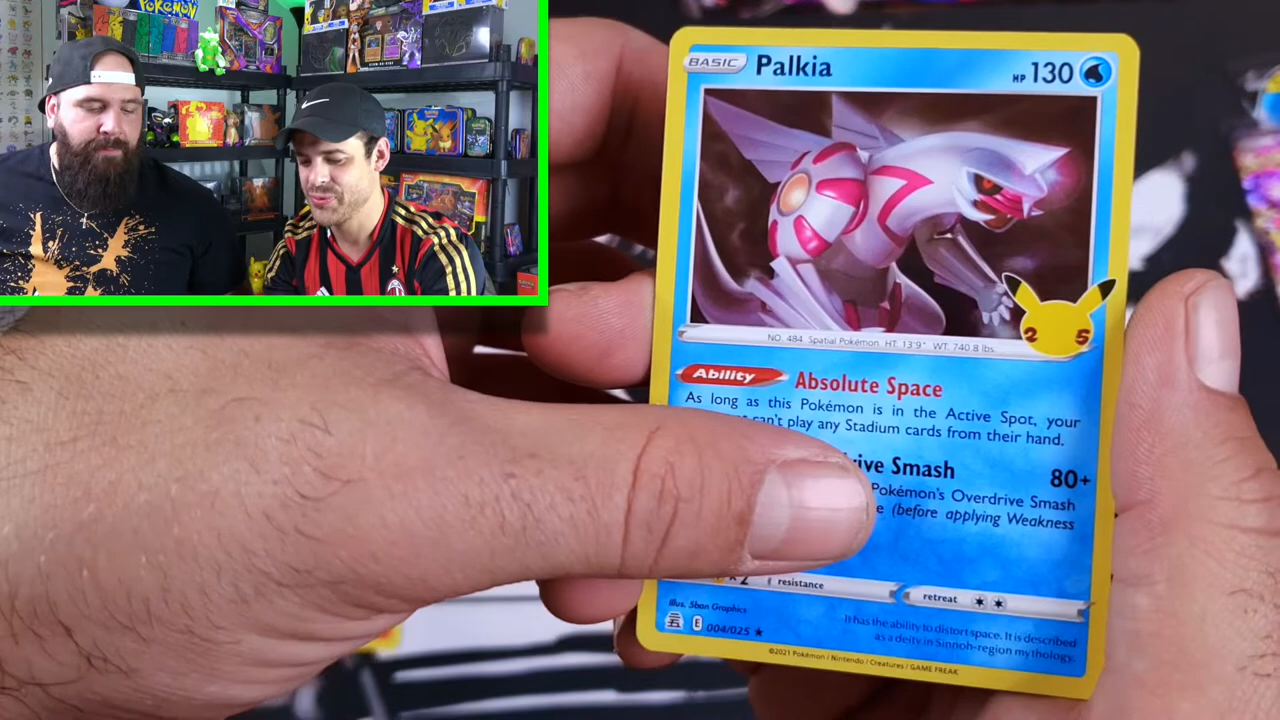 POKÉMON
BASIC Palkia HP 130
NO. 484 Spatial Pokémon HT: 13'9" WT: 740.8 lbs.
2 5
Ability Absolute Space
As long as this Pokémon is in the Active Spot, your
can't play any Stadium cards from their hand.
Smash 80+
Pokémon's Overdrive Smash
(before applying Weakness
x2 resistance retreat
Illus. 5ban Graphics
E 004/025
It has the ability to distort space. It is described
as a deity in Sinnoh-region mythology.
©2021 Pokémon / Nintendo / Creatures / GAME FREAK